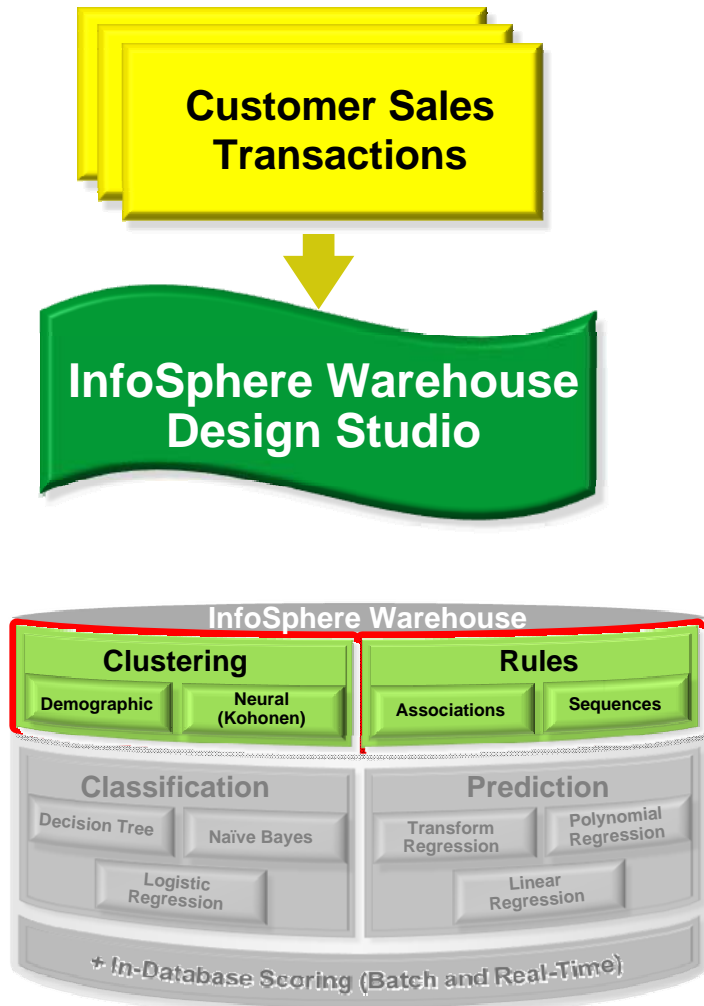 Customer Sales
Transactions
InfoSphere Warehouse
Design Studio
InfoSphere Warehouse
Clustering
Demographic
Neural
(Kohonen)
Rules
Associations
Sequences
Classification
Decision Tree
Naïve Bayes
Logistic
Regression
Prediction
Transform
Regression
Polynomial
Regression
Linear
Regression
+ In-Database Scoring (Batch and Real-Time)